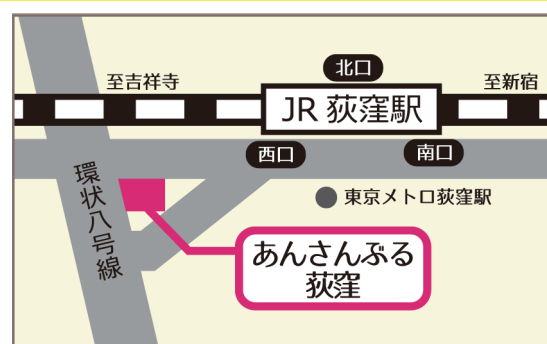 北口
至吉祥寺
至新宿
JR 荻窪駅
西口
南口
環状八号線
東京メトロ荻窪駅
あんさんぶる
荻窪